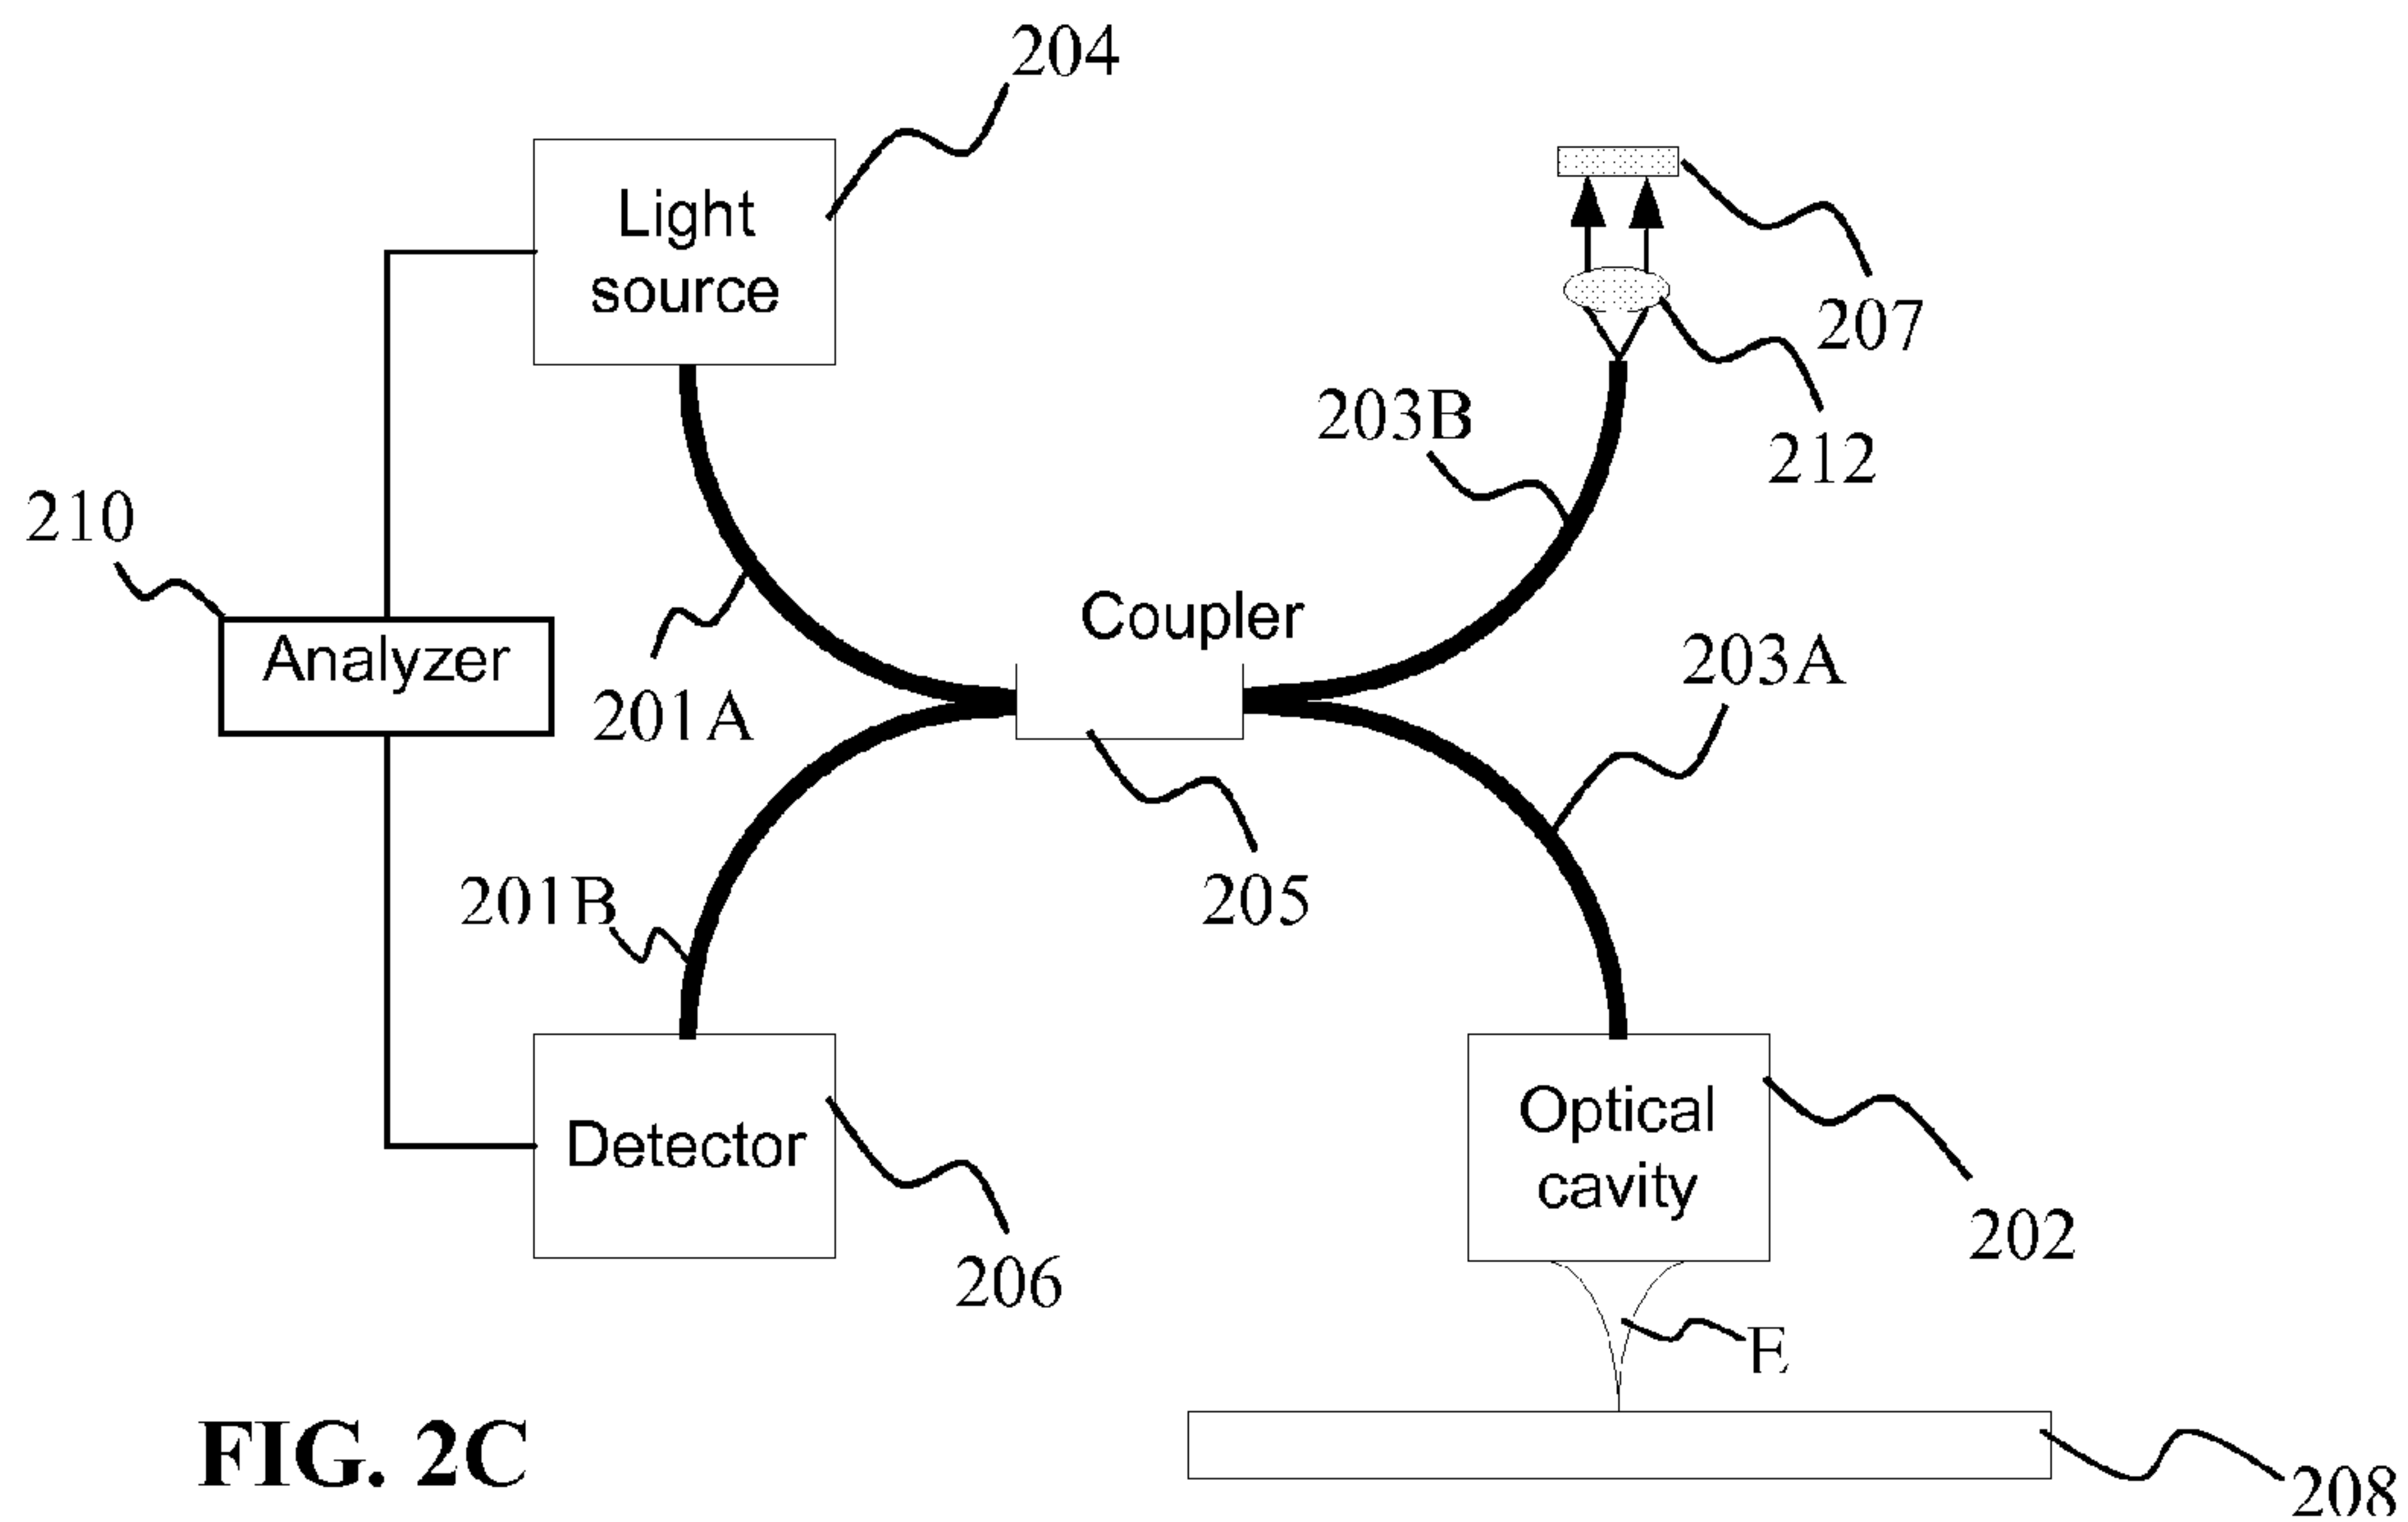 204
Light
source
207
203B
212
210
Analyzer
Coupler
203A
201A
201B
205
Detector
Optical
cavity
206
202
E
FIG. 2C
208